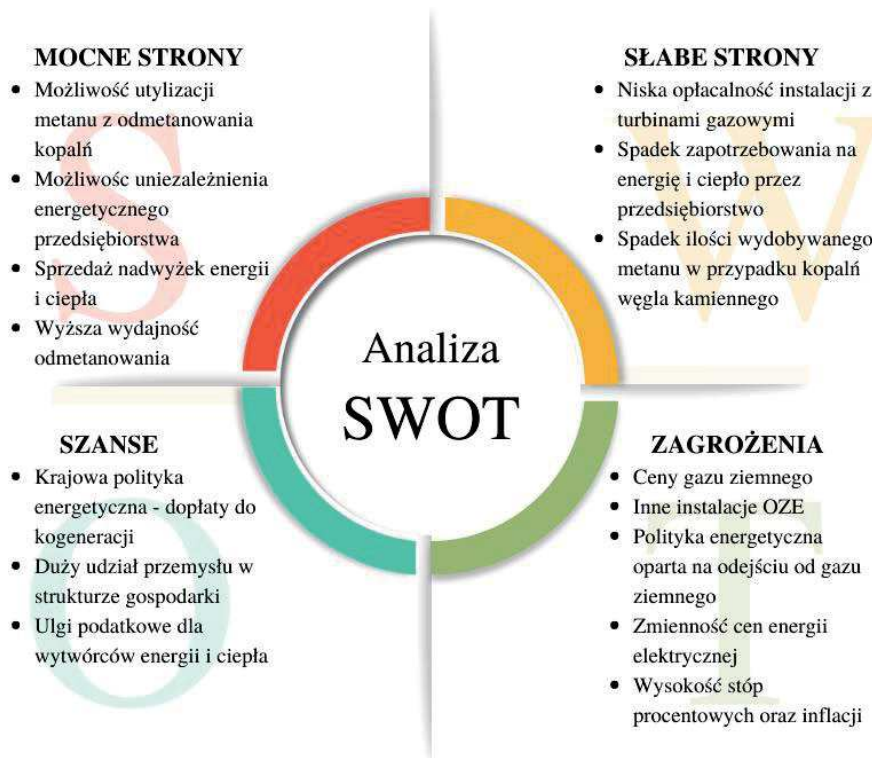 MOCNE STRONY
• Możliwość utylizacji
metanu z odmetanowania
kopalń
• Możliwośc uniezależnienia
energetycznego
przedsiębiorstwa
• Sprzedaż nadwyżek energii
i ciepła
• Wyższa wydajność
odmetanowania
S
SŁABE STRONY
• Niska opłacalność instalacji z
turbinami gazowymi
• Spadek zapotrzebowania na
energię i ciepło przez
przedsiębiorstwo
• Spadek ilości wydobywanego
metanu w przypadku kopalń
węgla kamiennego
W
Analiza
SWOT
SZANSE
• Krajowa polityka
energetyczna - dopłaty do
kogeneracji
• Duży udział przemysłu w
strukturze gospodarki
• Ulgi podatkowe dla
wytwórców energii i ciepła
O
ZAGROŻENIA
• Ceny gazu ziemnego
• Inne instalacje OZE
• Polityka energetyczna
oparta na odejściu od gazu
ziemnego
• Zmienność cen energii
elektrycznej
• Wysokość stóp
procentowych oraz inflacji
T